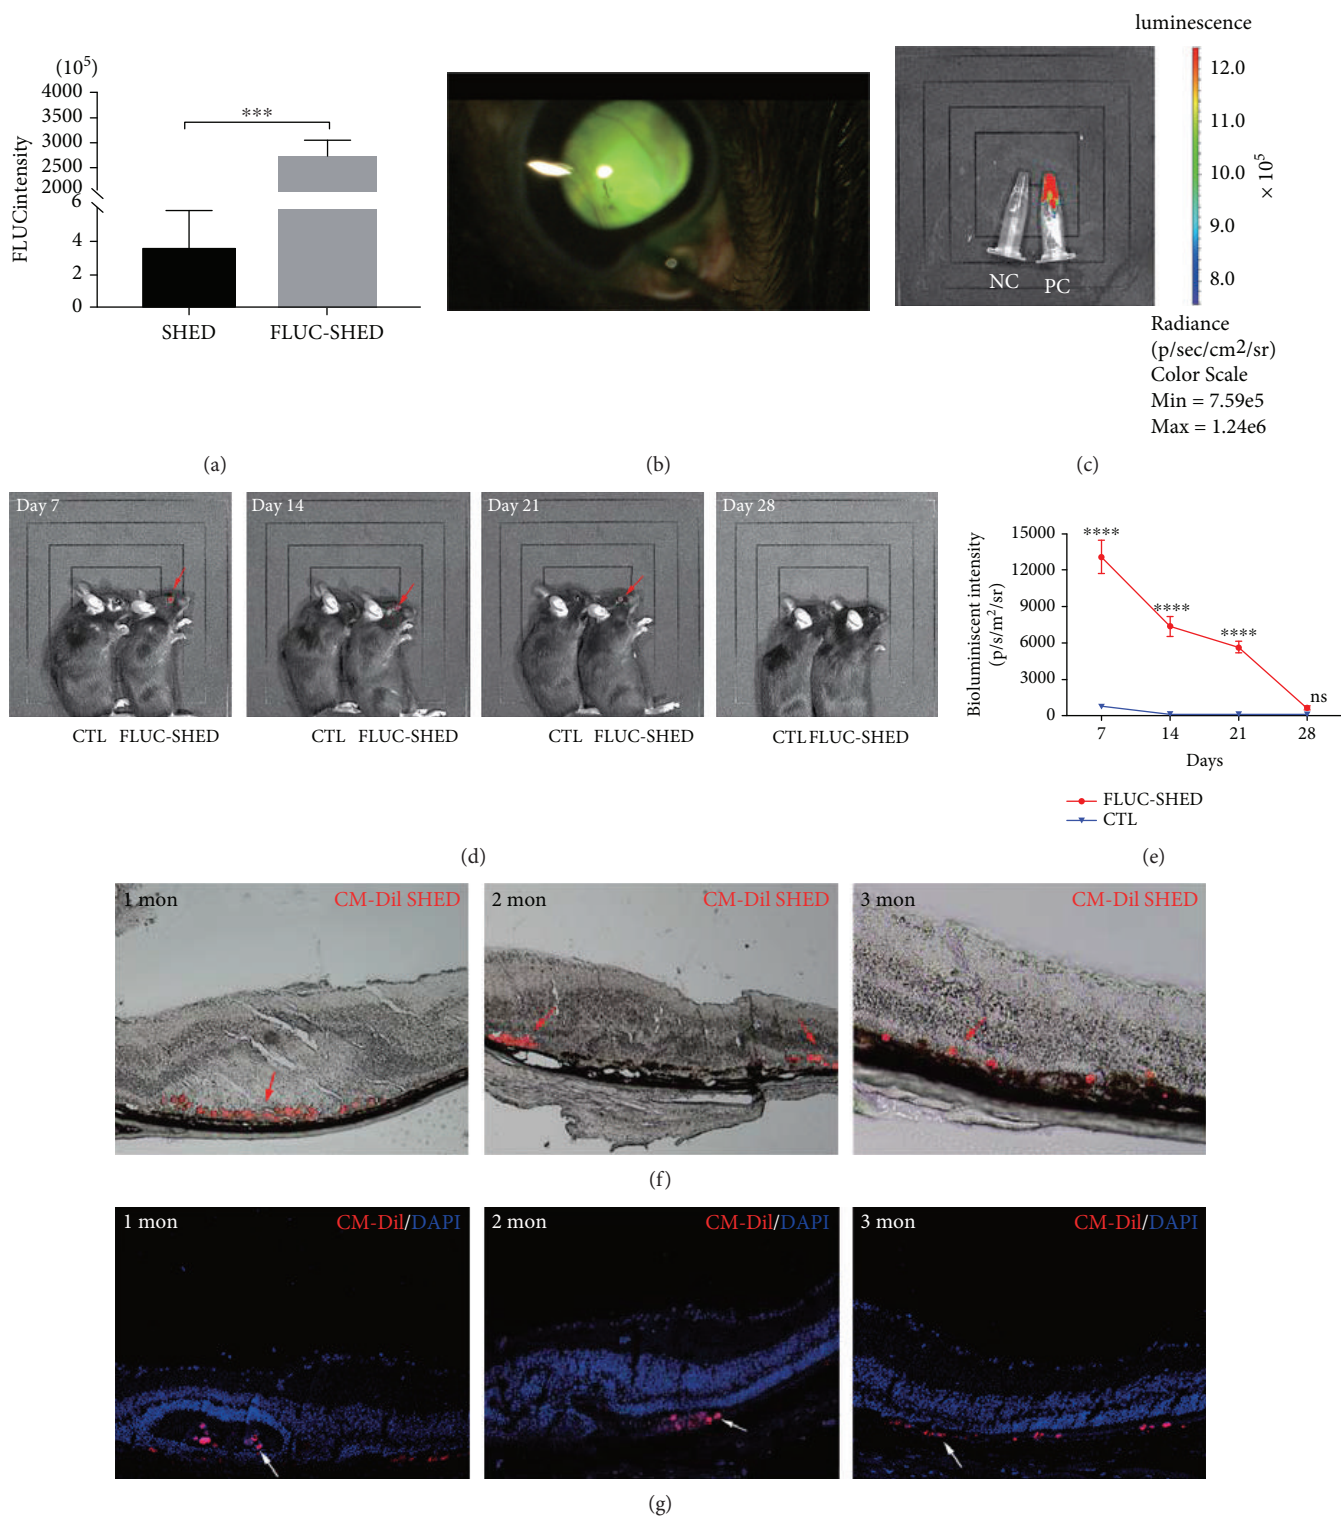 (10⁵)
4000
3500
3000
2500
2000
6
4
2
0
FLUCintensity
***
SHED
FLUC-SHED
(a)
(b)
luminescence
12.0
11.0
10.0
9.0
8.0
× 10⁵
NC
PC
Radiance
(p/sec/cm2/sr)
Color Scale
Min = 7.59e5
Max = 1.24e6
(c)
Day 7
CTL FLUC-SHED
Day 14
CTL FLUC-SHED
Day 21
CTL FLUC-SHED
Day 28
CTL FLUC-SHED
(d)
Bioluminiscent intensity
(p/s/m²/sr)
15000
12000
9000
6000
3000
0
****
****
****
ns
7
14
21
28
Days
FLUC-SHED
CTL
(e)
1 mon
CM-Dil SHED
2 mon
CM-Dil SHED
3 mon
CM-Dil SHED
(f)
1 mon
CM-Dil/DAPI
2 mon
CM-Dil/DAPI
3 mon
CM-Dil/DAPI
(g)